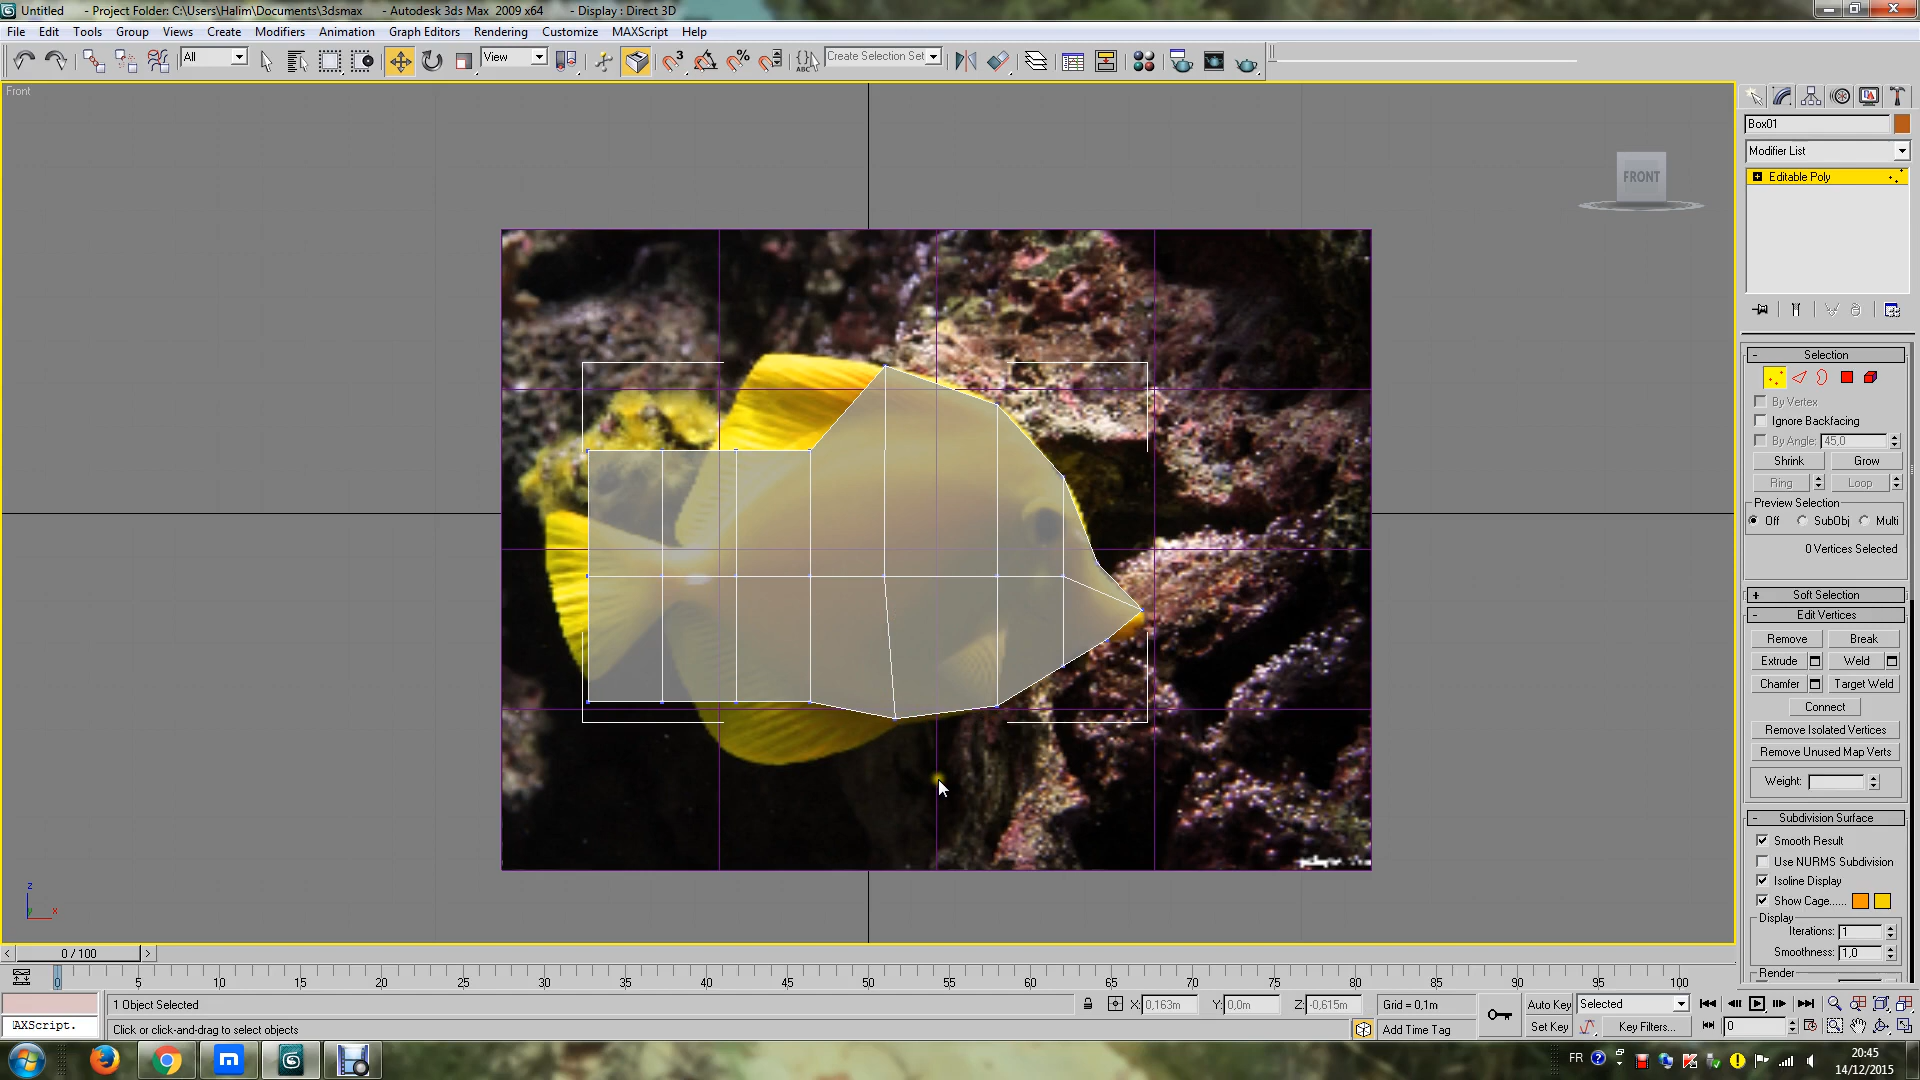 Untitled - Project Folder: C:\Users\Halim\Documents\3dsmax - Autodesk 3ds Max 2009 x64 - Display : Direct 3D
File Edit Tools Group Views Create Modifiers Animation Graph Editors Rendering Customize MAXScript Help
All View Create Selection Set
Front
FRONT
Box01
Modifier List
Editable Poly
Selection
By Vertex
Ignore Backfacing
By Angle: 45,0
Shrink Grow
Ring Loop
Preview Selection
Off SubObj Multi
0 Vertices Selected
Soft Selection
Edit Vertices
Remove Break
Extrude Weld
Chamfer Target Weld
Connect
Remove Isolated Vertices
Remove Unused Map Verts
Weight:
Subdivision Surface
Smooth Result
Use NURMS Subdivision
Isoline Display
Show Cage......
Display
Iterations: 1
Smoothness: 1,0
Render
z
y x
0 / 100
0 5 10 15 20 25 30 35 40 45 50 55 60 65 70 75 80 85 90 95 100
1 Object Selected X: 0,163m Y: 0,0m Z: -0,615m Grid = 0,1m Auto Key Selected
AXScript. Click or click-and-drag to select objects Add Time Tag Set Key Key Filters... 0
FR 20:45
14/12/2015